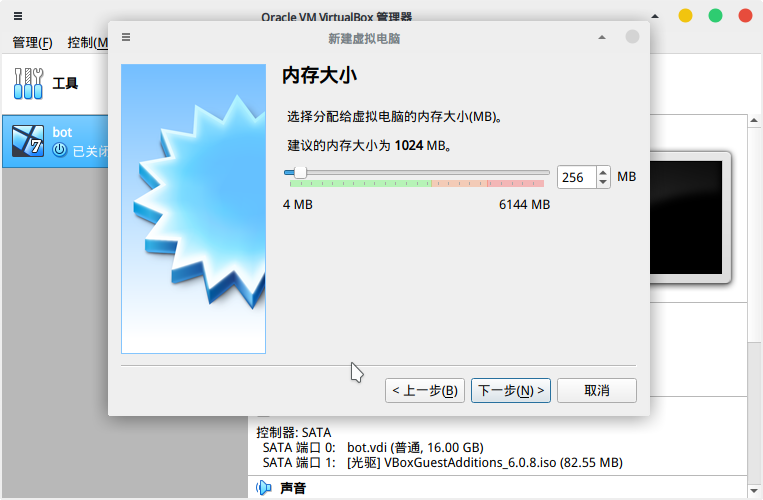 Oracle VM VirtualBox 管理器
管理(F) 控制(M
新建虚拟电脑
工具
bot
已关闭
内存大小
选择分配给虚拟电脑的内存大小(MB)。
建议的内存大小为 1024 MB。
256 MB
4 MB 6144 MB
< 上一步(B) 下一步(N) > 取消
控制器: SATA
SATA 端口 0: bot.vdi (普通, 16.00 GB)
SATA 端口 1: [光驱] VBoxGuestAdditions_6.0.8.iso (82.55 MB)
声音